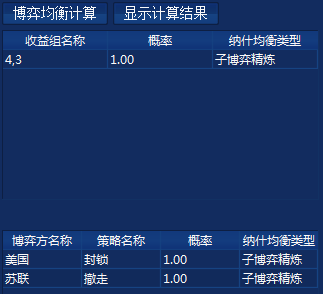 博弈均衡计算 显示计算结果
收益组名称 概率 纳什均衡类型
4,3 1.00 子博弈精炼
博弈方名称 策略名称 概率 纳什均衡类型
美国 封锁 1.00 子博弈精炼
苏联 撤走 1.00 子博弈精炼